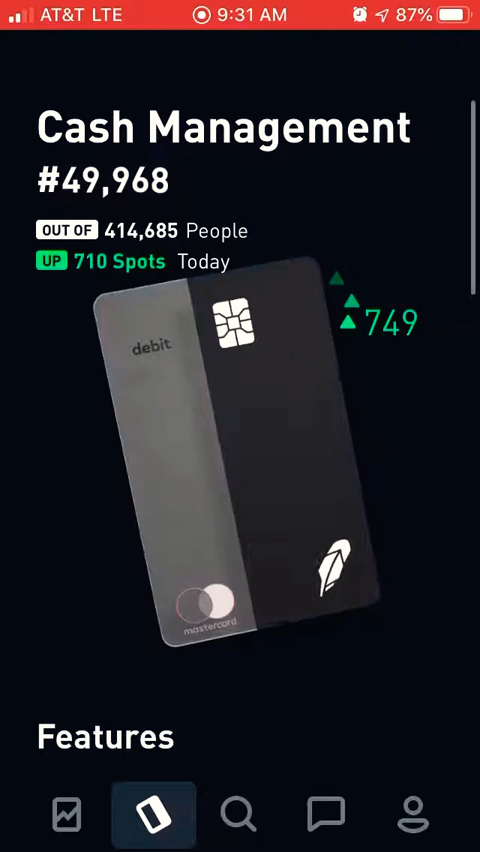 AT&T LTE 9:31 AM 87%
Cash Management
#49,968
OUT OF 414,685 People
UP 710 Spots Today
749
debit
mastercard
Features